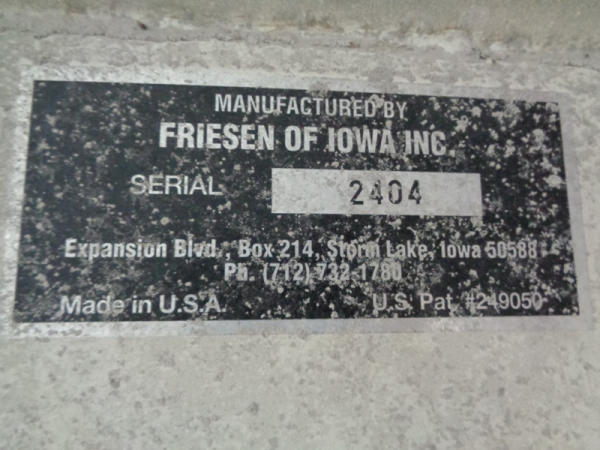 MANUFACTURED BY
FRIESEN OF IOWA INC.
SERIAL 2404
Expansion Blvd., Box 214, Storm Lake, Iowa 50588
Ph. (712) 732-1780
Made in U.S.A. U.S. Pat. #249050